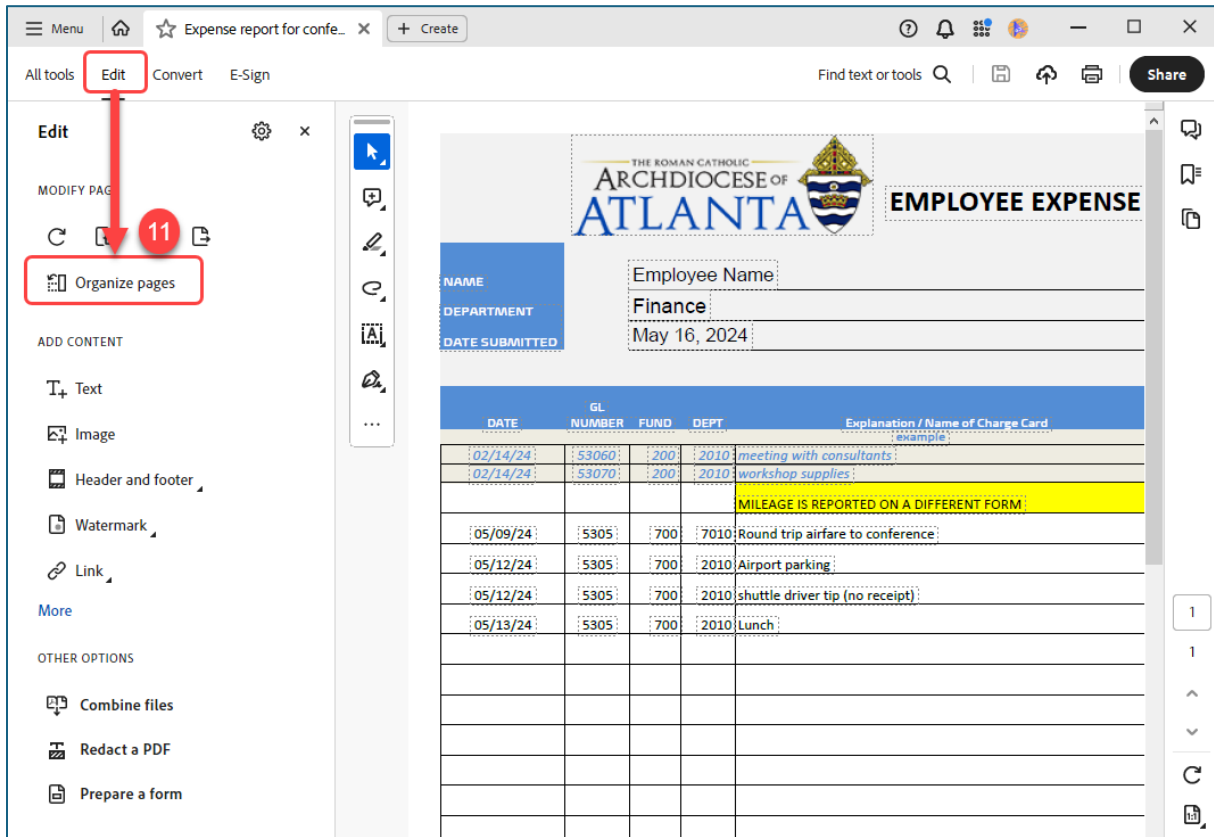 Menu
Expense report for confe...
+ Create
All tools
Edit
Convert
E-Sign
Find text or tools
Share
Edit
MODIFY PAG
11
Organize pages
ADD CONTENT
Text
Image
Header and footer
Watermark
Link
More
OTHER OPTIONS
Combine files
Redact a PDF
Prepare a form
THE ROMAN CATHOLIC
ARCHDIOCESE OF
ATLANTA
EMPLOYEE EXPENSE
NAME Employee Name
DEPARTMENT Finance
DATE SUBMITTED May 16, 2024
DATE GL NUMBER FUND DEPT Explanation / Name of Charge Card
example
02/14/24 53060 200 2010 meeting with consultants
02/14/24 53070 200 2010 workshop supplies
MILEAGE IS REPORTED ON A DIFFERENT FORM
05/09/24 5305 700 7010 Round trip airfare to conference
05/12/24 5305 700 2010 Airport parking
05/12/24 5305 700 2010 shuttle driver tip (no receipt)
05/13/24 5305 700 2010 Lunch
1
1